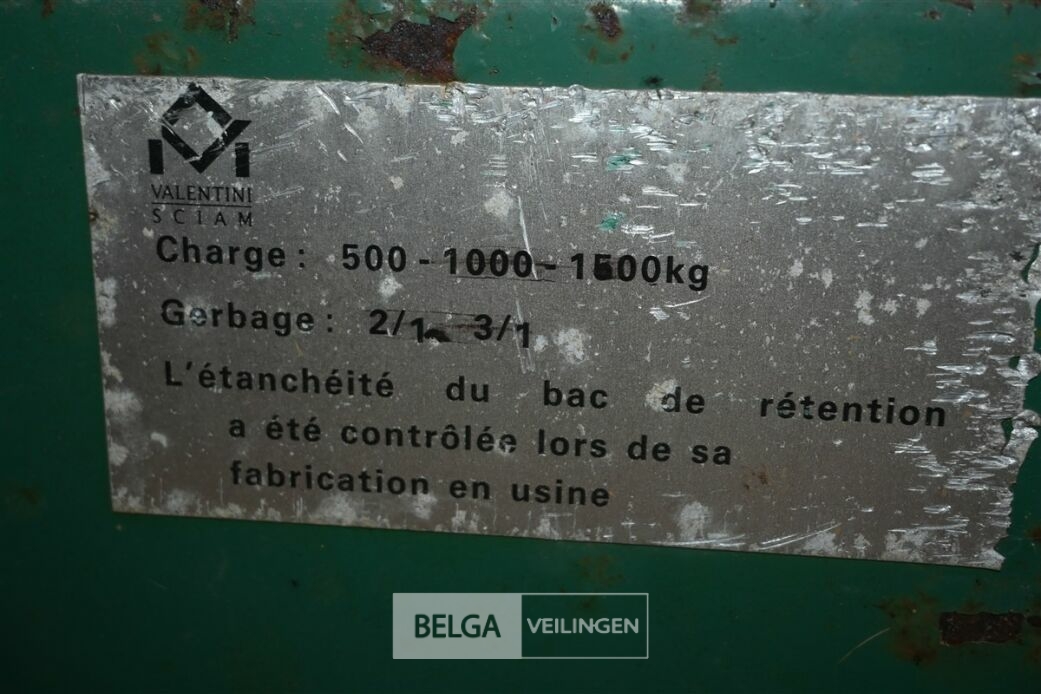 VALENTINI
SCIAM
Charge : 500 - 1000 - 1500kg
Gerbage : 2/1 3/1
L'étanchéité du bac de rétention
a été contrôlée lors de sa
fabrication en usine
BELGA VEILINGEN